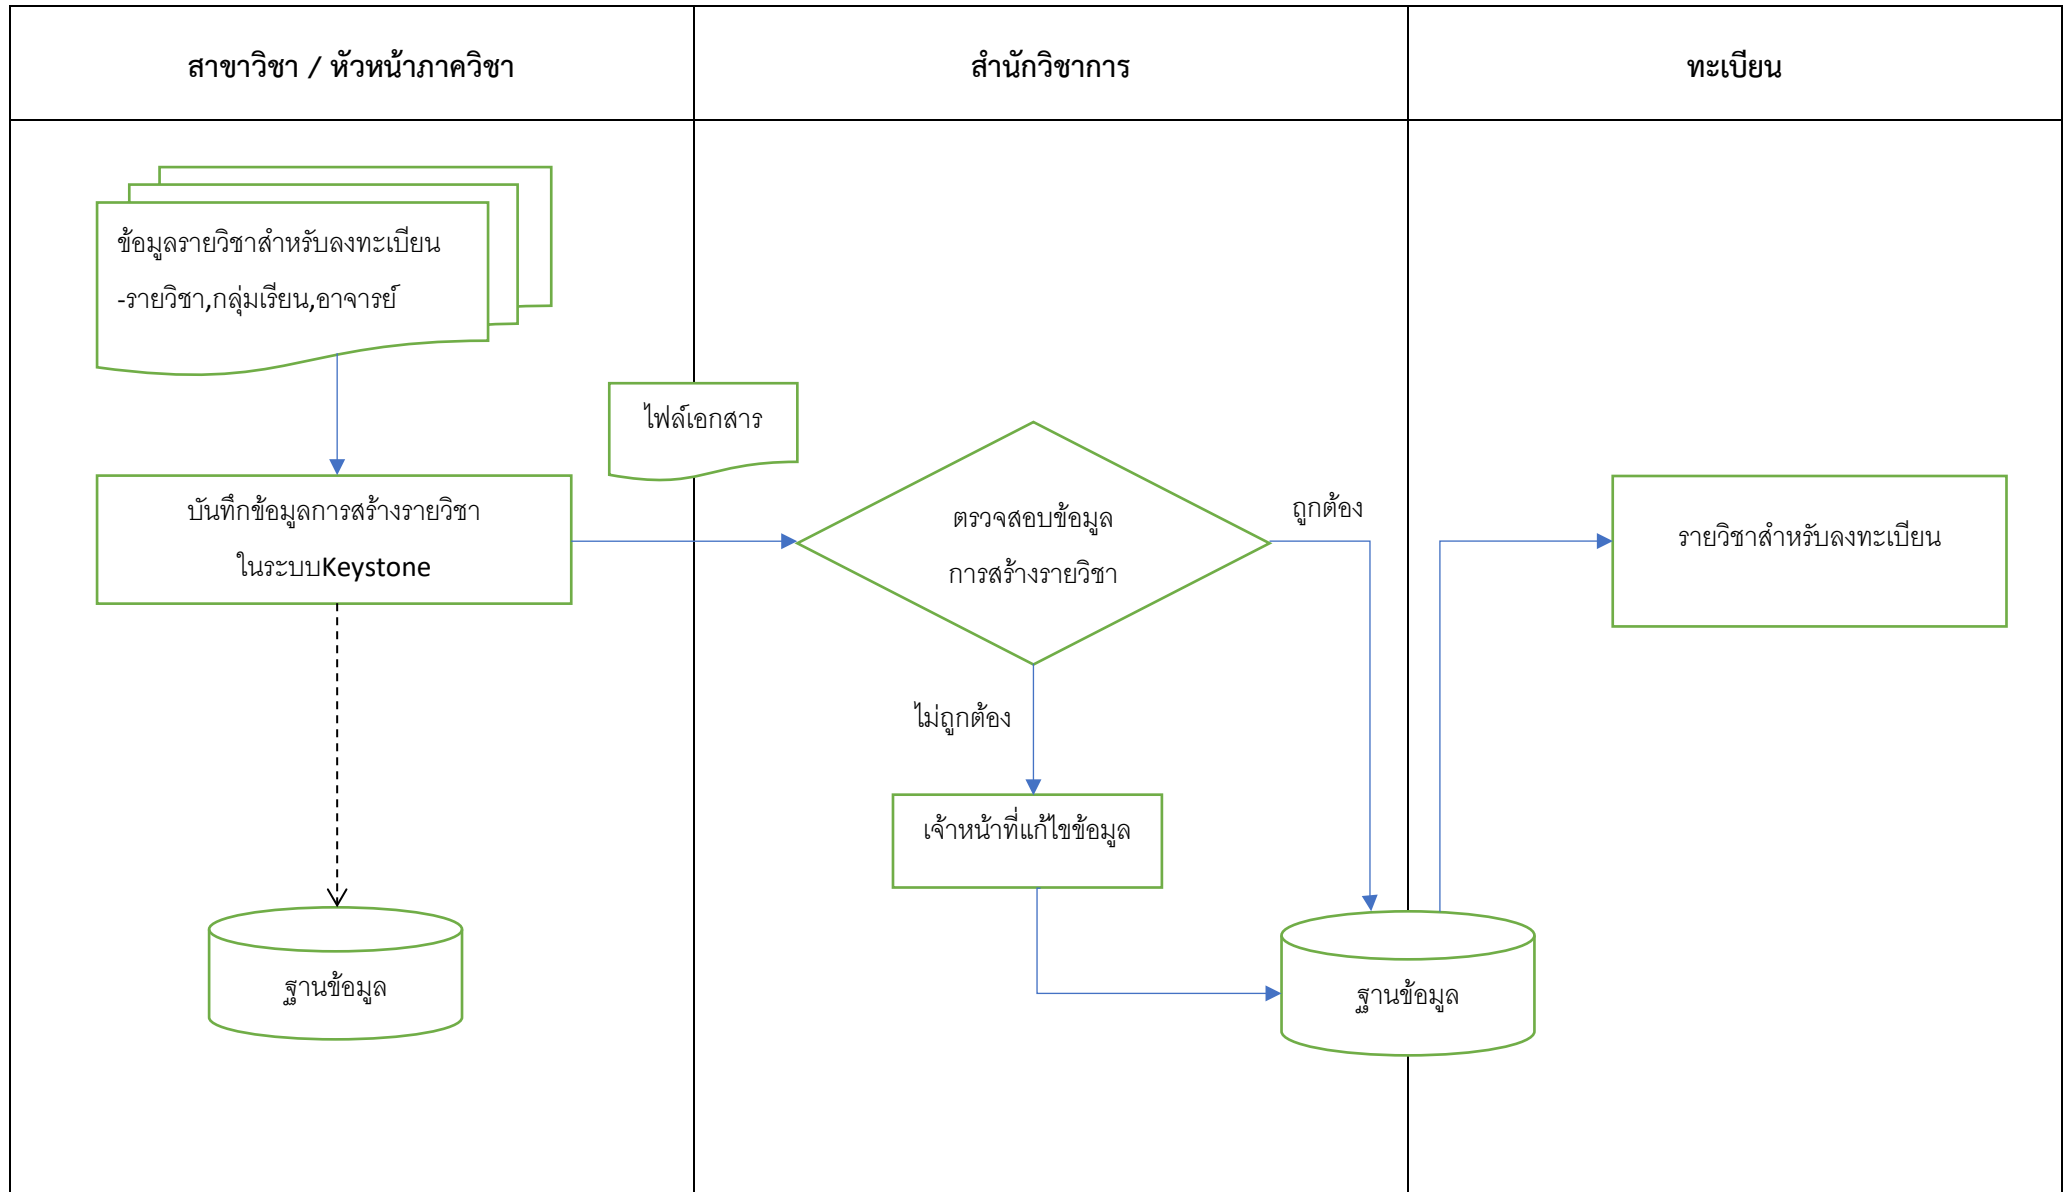 สาขาวิชา / หัวหน้าภาควิชา
สำนักวิชาการ
ทะเบียน
ข้อมูลรายวิชาสำหรับลงทะเบียน
-รายวิชา,กลุ่มเรียน,อาจารย์
ไฟล์เอกสาร
บันทึกข้อมูลการสร้างรายวิชา
ในระบบKeystone
ตรวจสอบข้อมูล
การสร้างรายวิชา
ถูกต้อง
รายวิชาสำหรับลงทะเบียน
ไม่ถูกต้อง
เจ้าหน้าที่แก้ไขข้อมูล
ฐานข้อมูล
ฐานข้อมูล